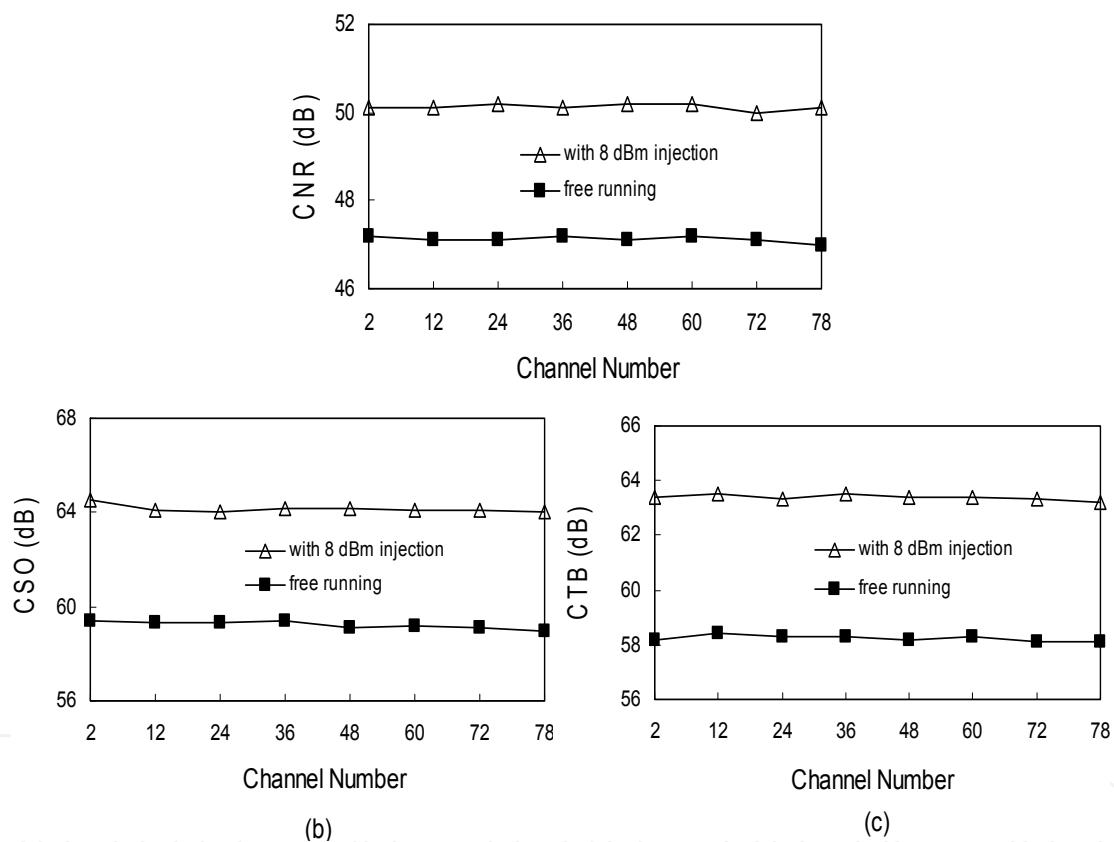 52
50
48
46
CNR (dB)
with 8 dBm injection
free running
2 12 24 36 48 60 72 78
Channel Number
68
64
60
56
CSO (dB)
with 8 dBm injection
free running
2 12 24 36 48 60 72 78
Channel Number
(b)
66
64
62
60
58
56
CTB (dB)
with 8 dBm injection
free running
2 12 24 36 48 60 72 78
Channel Number
(c)